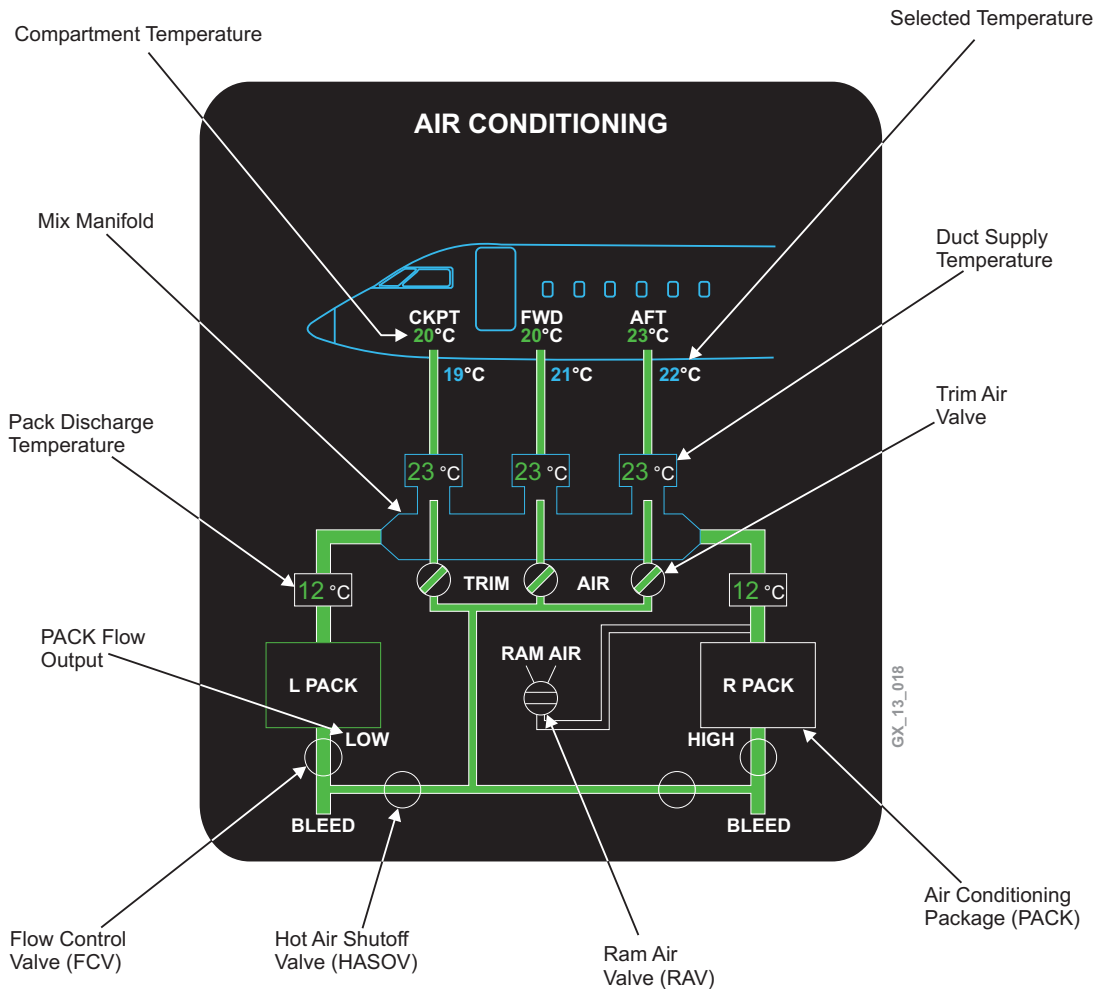 Selected Temperature
Compartment Temperature
AIR CONDITIONING
Mix Manifold
Duct Supply
Temperature
CKPT FWD AFT
20°C 20°C 23°C
19°C 21°C 22°C
Trim Air
Valve
Pack Discharge
Temperature
23 °C 23 °C 23 °C
TRIM AIR
12 °C 12 °C
PACK Flow
Output
RAM AIR
L PACK R PACK
GX_13_018
LOW HIGH
BLEED BLEED
Air Conditioning
Package (PACK)
Flow Control
Valve (FCV)
Hot Air Shutoff
Valve (HASOV)
Ram Air
Valve (RAV)